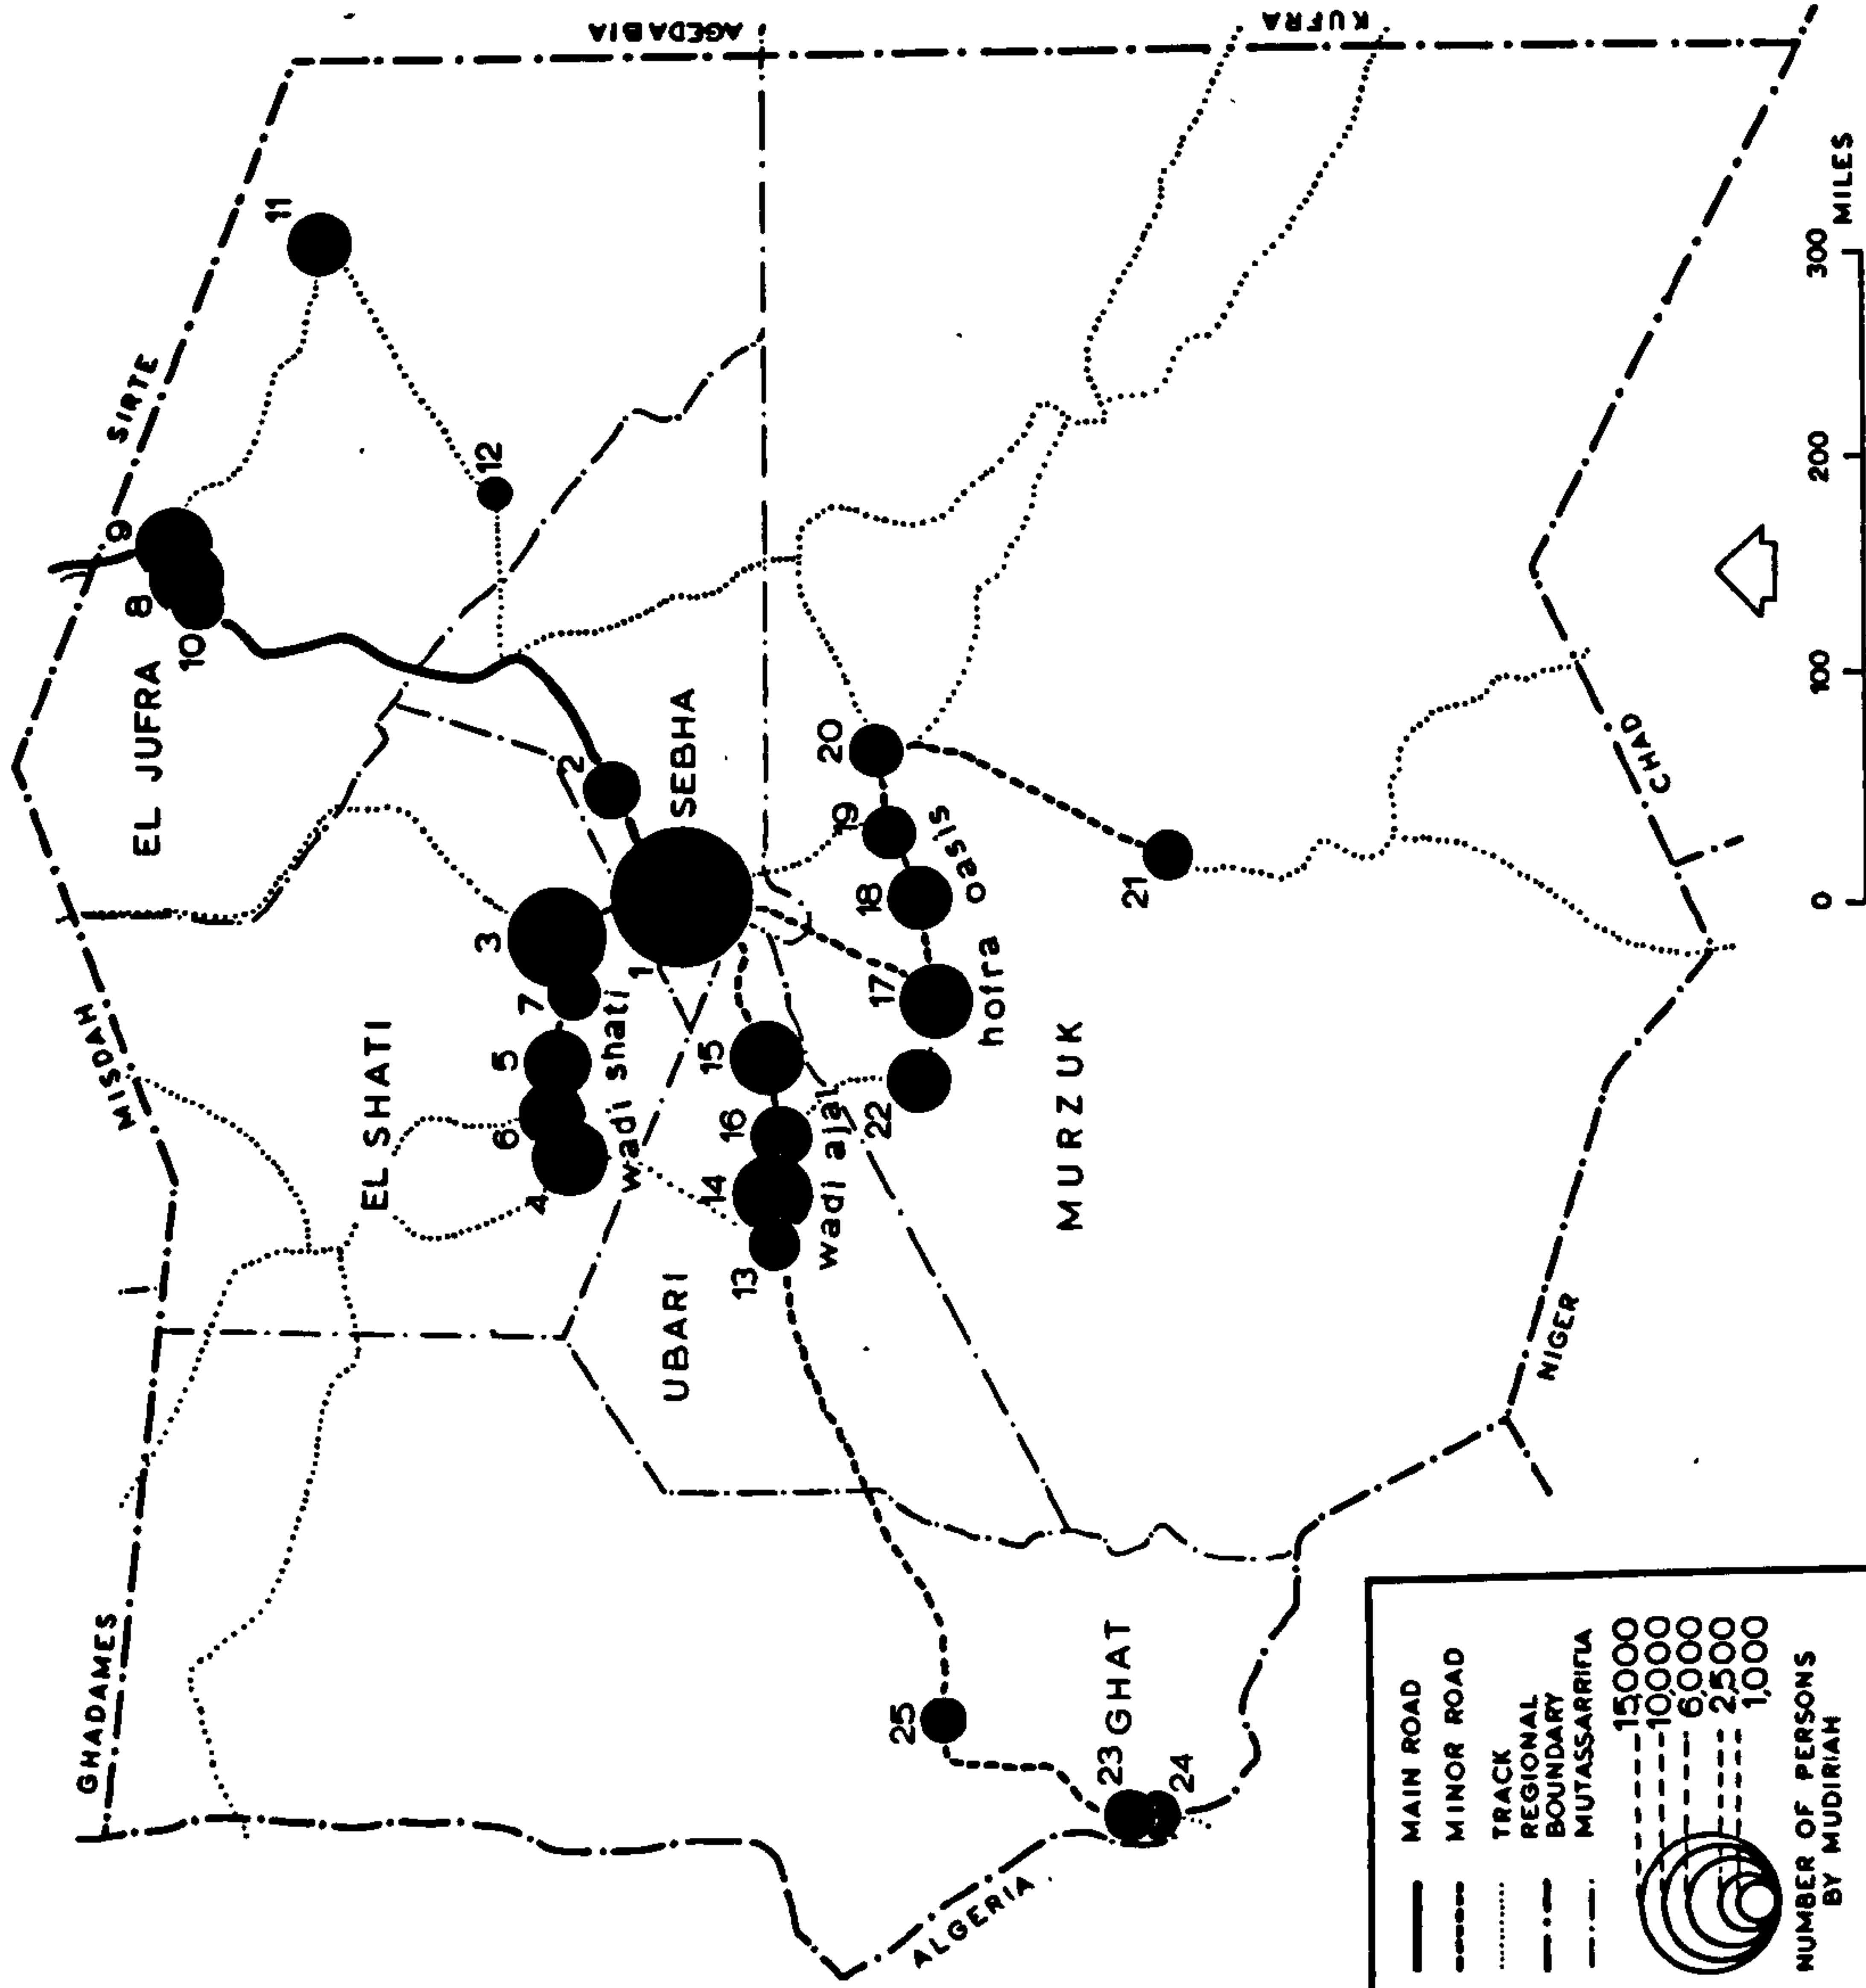 GHADAMES
MISDAH
SIRTE
AGEDABIA
KUFRA
CHAD
NIGER
ALGERIA
EL JUFRA
EL SHATI
SEBHA
UBARI
MURZUK
GHAT
wadi shati
wadi ajal
hofra
oasis
1
2
3
4
5
6
7
8
9
10
11
12
13
14
15
16
17
18
19
20
21
22
23
24
25
0 100 200 300
MILES
MAIN ROAD
MINOR ROAD
TRACK
REGIONAL
BOUNDARY
MUTASSARRIFIA
15,000
10,000
6,000
2,500
1,000
NUMBER OF PERSONS
BY MUDIRIAH